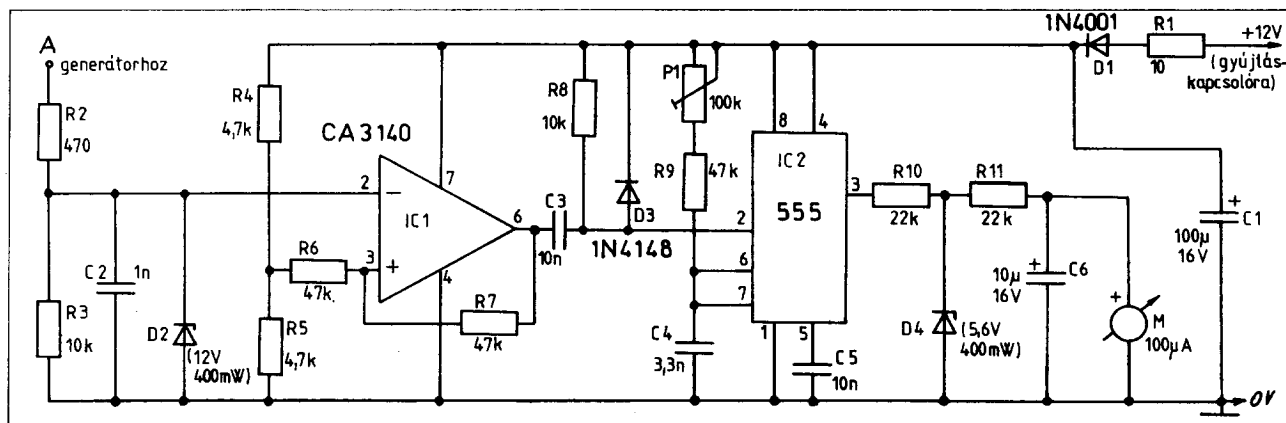 A
generátorhoz
R2
470
R3
10k
C2
1n
D2
(12V
400mW)
R4
4,7k
R5
4,7k
CA3140
R6
47k
2
−
3
+
IC1
7
4
6
R7
47k
C3
10n
R8
10k
D3
1N4148
P1
100k
R9
47k
C4
3,3n
8
4
IC2
555
2
6
7
1
5
3
C5
10n
R10
22k
R11
22k
D4
(5,6V
400mW)
+
10µ
16V
C6
+
M
100µA
1N4001
D1
R1
10
+12V
(gyújtás-
kapcsolóra)
+
C1
100µ
16V
0V